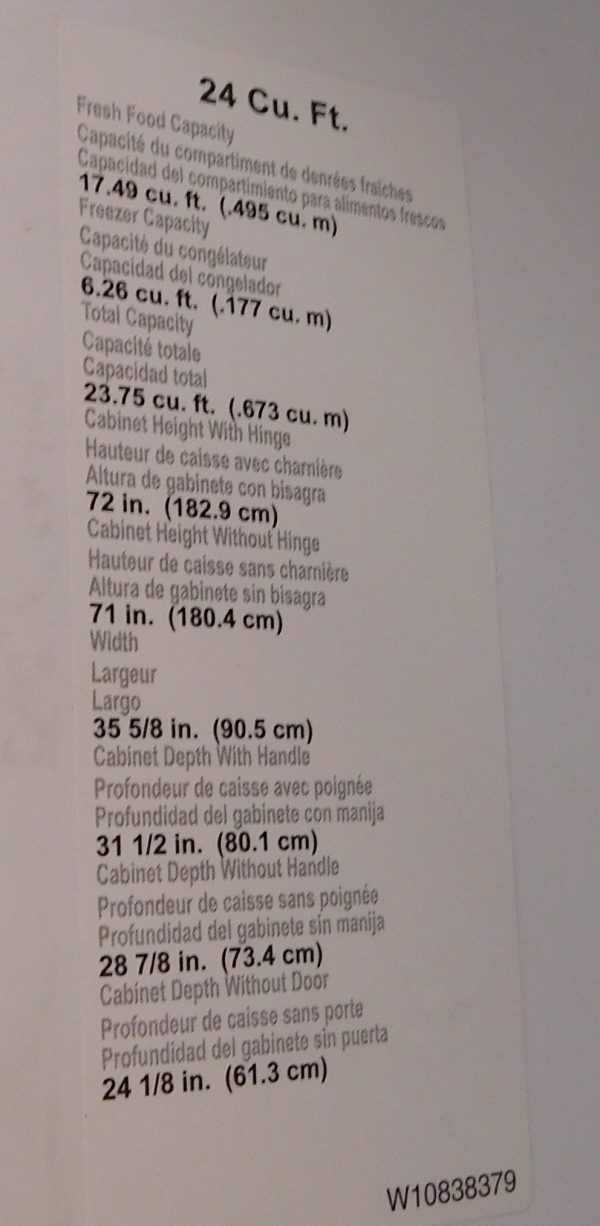 24 Cu. Ft.
Fresh Food Capacity
Capacité du compartiment de denrées fraîches
Capacidad del compartimiento para alimentos frescos
17.49 cu. ft. (.495 cu. m)
Freezer Capacity
Capacité du congélateur
Capacidad del congelador
6.26 cu. ft. (.177 cu. m)
Total Capacity
Capacité totale
Capacidad total
23.75 cu. ft. (.673 cu. m)
Cabinet Height With Hinge
Hauteur de caisse avec charnière
Altura de gabinete con bisagra
72 in. (182.9 cm)
Cabinet Height Without Hinge
Hauteur de caisse sans charnière
Altura de gabinete sin bisagra
71 in. (180.4 cm)
Width
Largeur
Largo
35 5/8 in. (90.5 cm)
Cabinet Depth With Handle
Profondeur de caisse avec poignée
Profundidad del gabinete con manija
31 1/2 in. (80.1 cm)
Cabinet Depth Without Handle
Profondeur de caisse sans poignée
Profundidad del gabinete sin manija
28 7/8 in. (73.4 cm)
Cabinet Depth Without Door
Profondeur de caisse sans porte
Profundidad del gabinete sin puerta
24 1/8 in. (61.3 cm)
W10838379